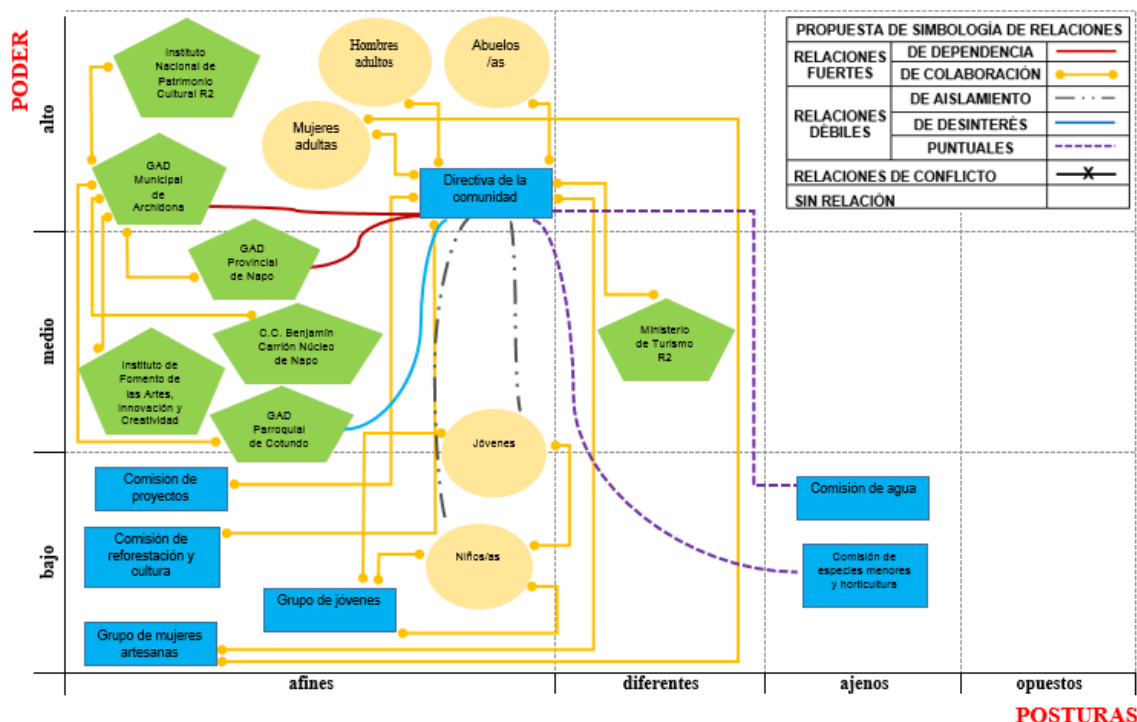 PODER
alto
medio
bajo
Instituto
Nacional de
Patrimonio
Cultural R2
Hombres
adultos
Abuelos
/as
Mujeres
adultas
GAD
Municipal
de
Archidona
Directiva de la
comunidad
GAD
Provincial
de Napo
C.C. Benjamín
Carrión Núcleo
de Napo
Instituto de
Fomento de
las Artes,
Innovación y
Creatividad
GAD
Parroquial
de Cotundo
Ministerio
de Turismo
R2
Jóvenes
Comisión de
proyectos
Comisión de
reforestación y
cultura
Niños/as
Grupo de jóvenes
Grupo de mujeres
artesanas
Comisión de agua
Comisión de
especies menores
y horticultura
PROPUESTA DE SIMBOLOGÍA DE RELACIONES
RELACIONES
FUERTES
DE DEPENDENCIA
DE COLABORACIÓN
RELACIONES
DÉBILES
DE AISLAMIENTO
DE DESINTERÉS
PUNTUALES
RELACIONES DE CONFLICTO
X
SIN RELACIÓN
afines
diferentes
ajenos
opuestos
POSTURAS